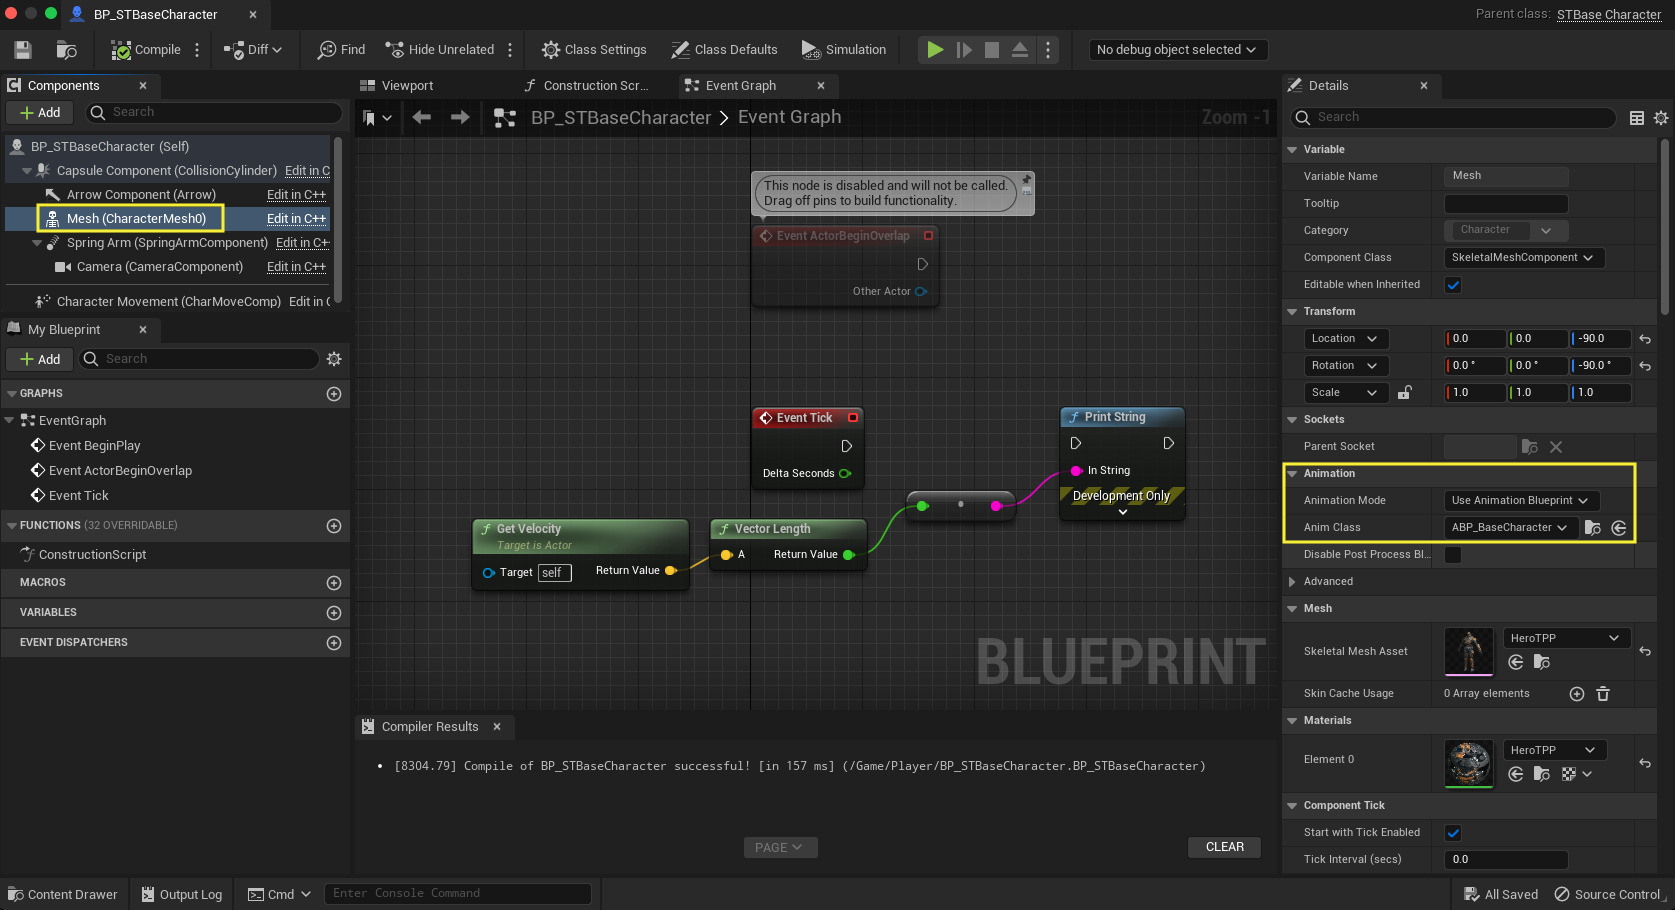 BP_STBaseCharacter
Parent class: STBase Character
Compile
Diff
Find
Hide Unrelated
Class Settings
Class Defaults
Simulation
No debug object selected
Components
Add
Search
BP_STBaseCharacter (Self)
Capsule Component (CollisionCylinder) Edit in C
Arrow Component (Arrow) Edit in C++
Mesh (CharacterMesh0) Edit in C++
Spring Arm (SpringArmComponent) Edit in C+
Camera (CameraComponent) Edit in C++
Character Movement (CharMoveComp) Edit in C
My Blueprint
Add
Search
GRAPHS
EventGraph
Event BeginPlay
Event ActorBeginOverlap
Event Tick
FUNCTIONS (32 OVERRIDABLE)
ConstructionScript
MACROS
VARIABLES
EVENT DISPATCHERS
Viewport
Construction Scr...
Event Graph
BP_STBaseCharacter > Event Graph
Zoom -1
This node is disabled and will not be called.
Drag off pins to build functionality.
Event ActorBeginOverlap
Other Actor
Event Tick
Delta Seconds
Print String
In String
Development Only
Get Velocity
Target is Actor
Target self
Return Value
Vector Length
A
Return Value
BLUEPRINT
Compiler Results
• [8304.79] Compile of BP_STBaseCharacter successful! [in 157 ms] (/Game/Player/BP_STBaseCharacter.BP_STBaseCharacter)
PAGE
CLEAR
Details
Search
Variable
Variable Name Mesh
Tooltip
Category Character
Component Class SkeletalMeshComponent
Editable when Inherited
Transform
Location 0.0 0.0 -90.0
Rotation 0.0 ° 0.0 ° -90.0 °
Scale 1.0 1.0 1.0
Sockets
Parent Socket
Animation
Animation Mode Use Animation Blueprint
Anim Class ABP_BaseCharacter
Disable Post Process Bl...
Advanced
Mesh
Skeletal Mesh Asset HeroTPP
Skin Cache Usage 0 Array elements
Materials
Element 0 HeroTPP
Component Tick
Start with Tick Enabled
Tick Interval (secs) 0.0
Content Drawer
Output Log
Cmd
Enter Console Command
All Saved
Source Control